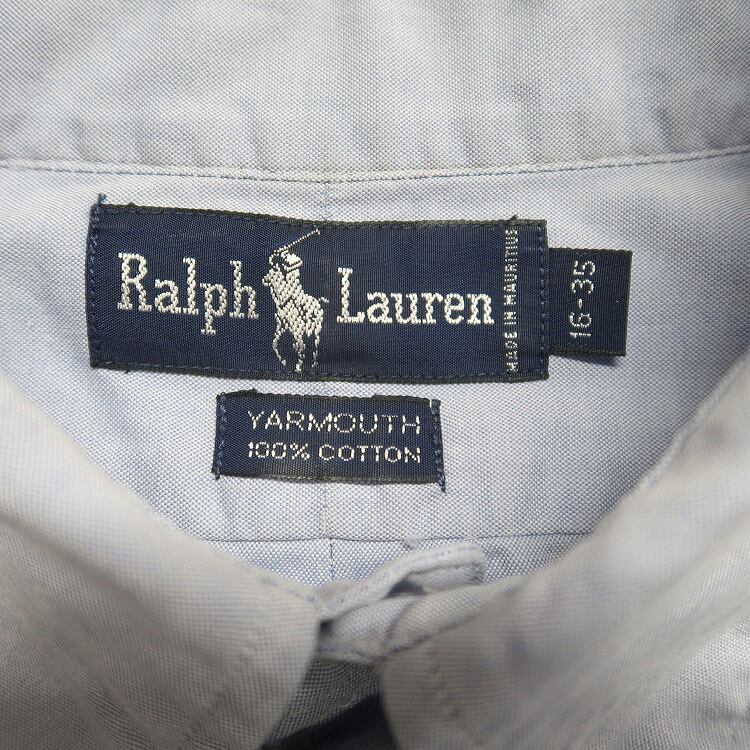 Ralph Lauren
MADE IN MAURITIUS
16-35
YARMOUTH
100% COTTON